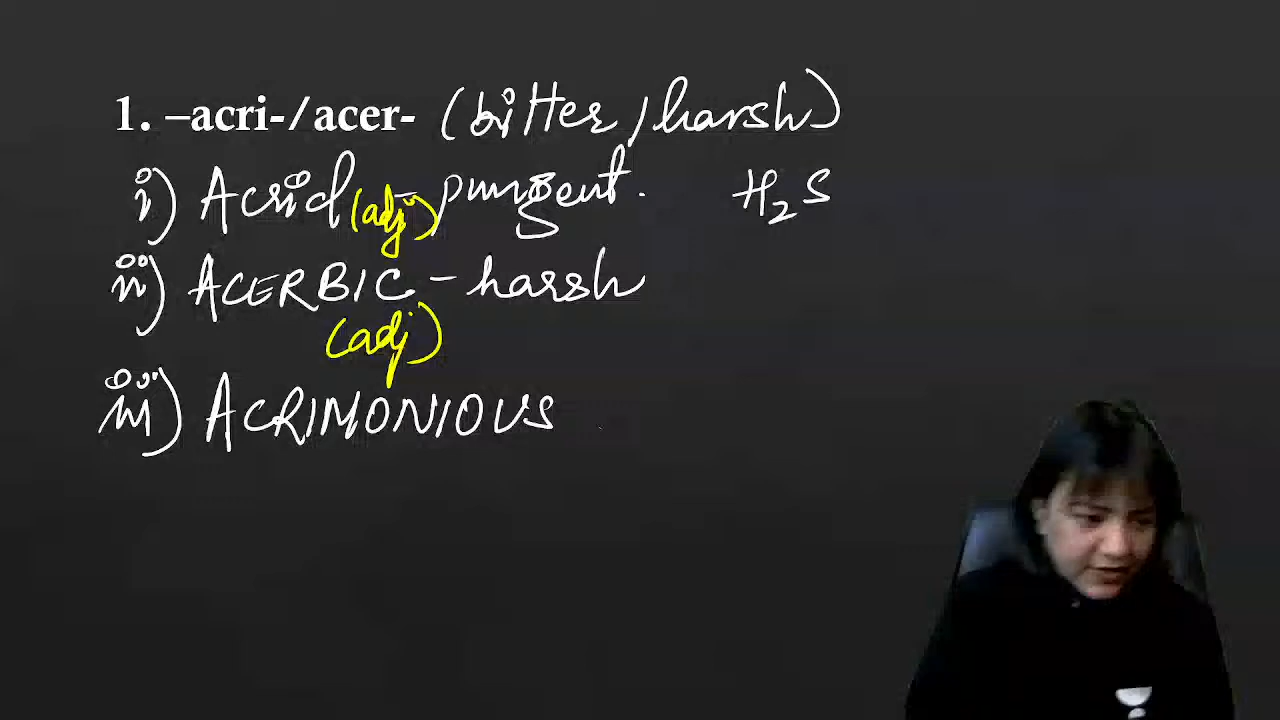 1. –acri-/acer- (bitter/harsh)
i) Acrid (adj) – pungent. H₂S
ii) ACERBIC – harsh
(adj)
iii) ACRIMONIOUS